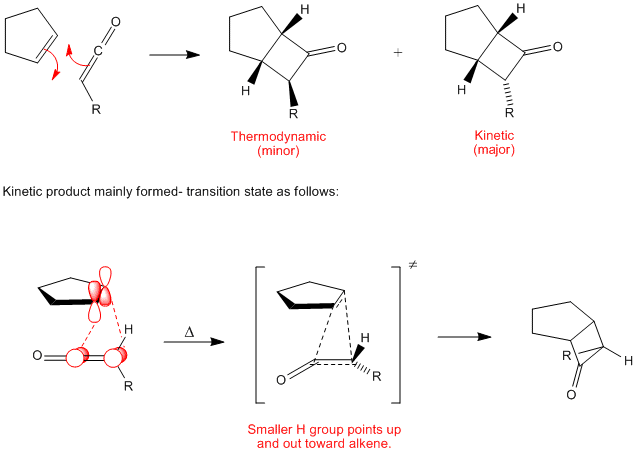 O
C
R
H
H
O
R
Thermodynamic
(minor)
+
H
H
O
R
Kinetic
(major)
Kinetic product mainly formed- transition state as follows:
O
H
R
Δ
≠
H
O
R
Smaller H group points up
and out toward alkene.
R
H
O